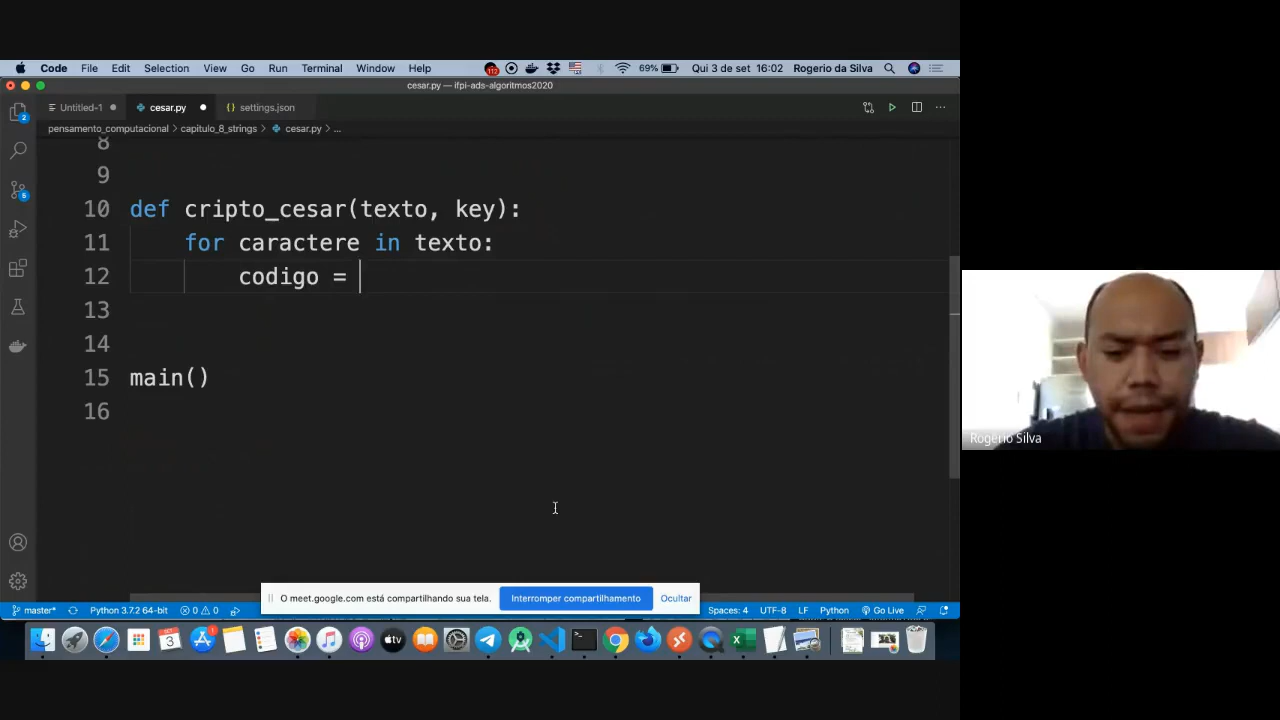 Code File Edit Selection View Go Run Terminal Window Help 112 69% Qui 3 de set 16:02 Rogerio da Silva
cesar.py — ifpi-ads-algoritmos2020
Untitled-1 cesar.py settings.json
pensamento_computacional > capitulo_8_strings > cesar.py > ...
8
9
10 def cripto_cesar(texto, key):
11 for caractere in texto:
12 codigo =
13
14
15 main()
16
Rogério Silva
O meet.google.com está compartilhando sua tela. Interromper compartilhamento Ocultar
master* Python 3.7.2 64-bit 0 0 Spaces: 4 UTF-8 LF Python Go Live